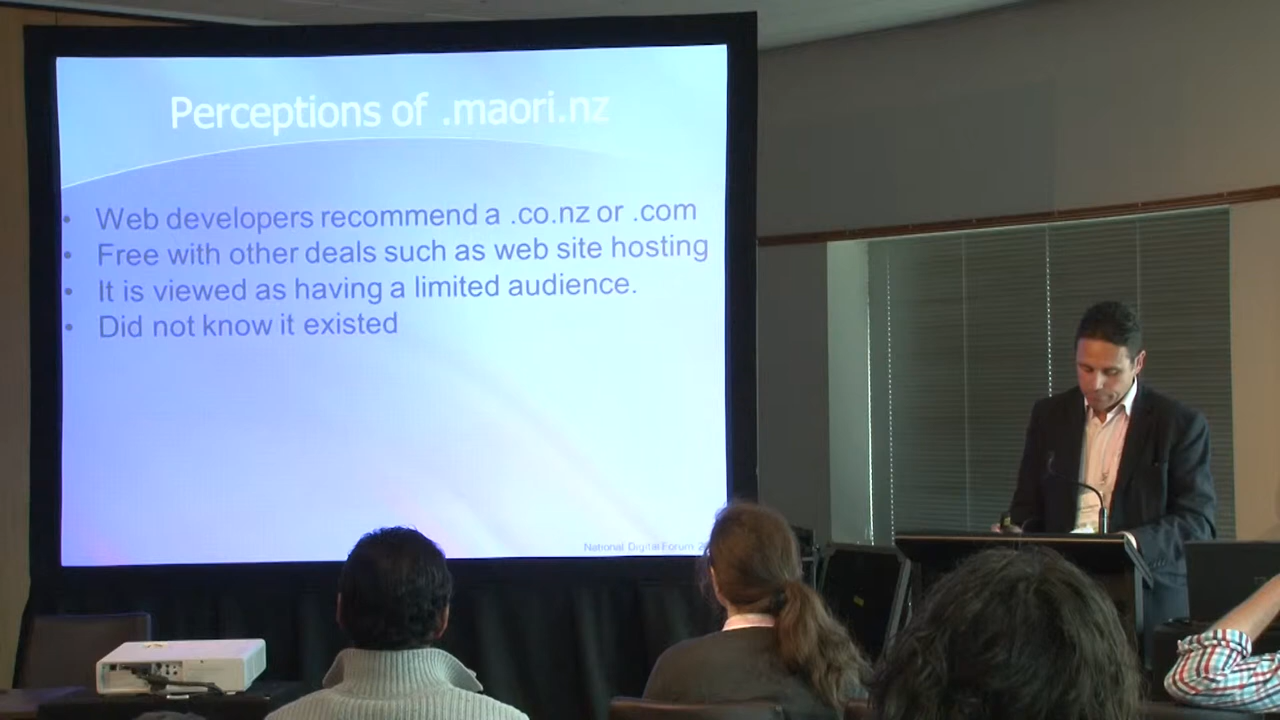 Perceptions of .maori.nz
• Web developers recommend a .co.nz or .com
• Free with other deals such as web site hosting
• It is viewed as having a limited audience.
• Did not know it existed
National Digital Forum